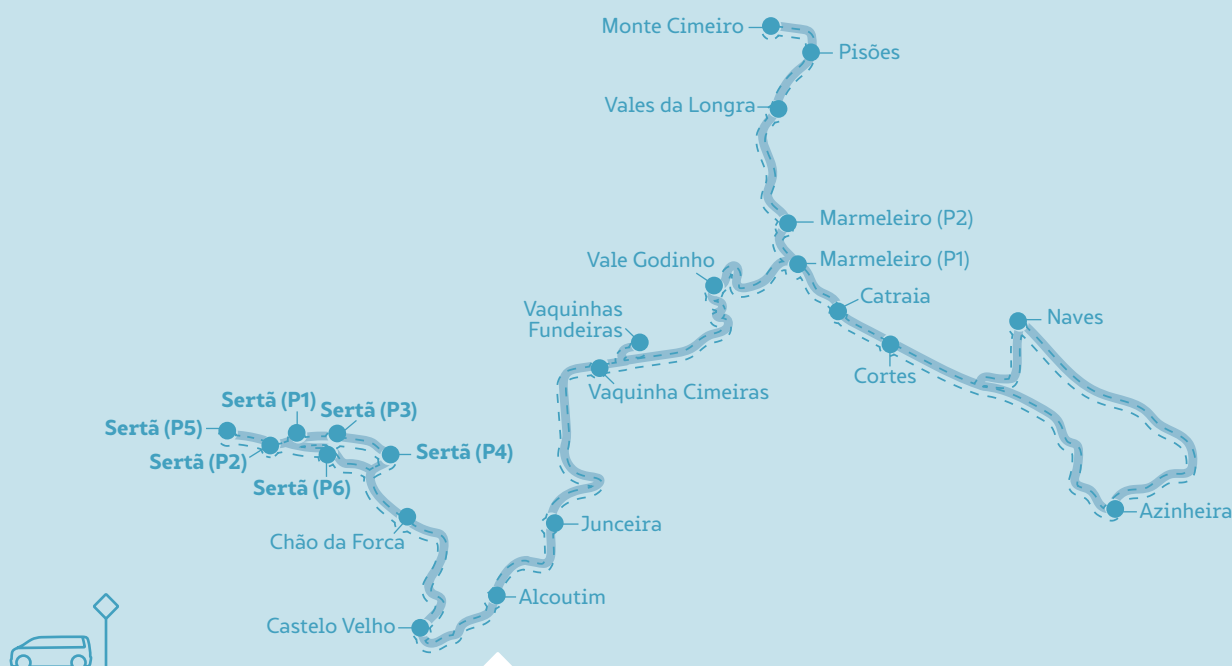 Monte Cimeiro
Pisões
Vales da Longra
Marmeleiro (P2)
Marmeleiro (P1)
Vale Godinho
Catraia
Vaquinhas
Fundeiras
Naves
Cortes
Vaquinha Cimeiras
Sertã (P1)
Sertã (P3)
Sertã (P5)
Sertã (P4)
Sertã (P2)
Sertã (P6)
Azinheira
Junceira
Chão da Forca
Alcoutim
Castelo Velho